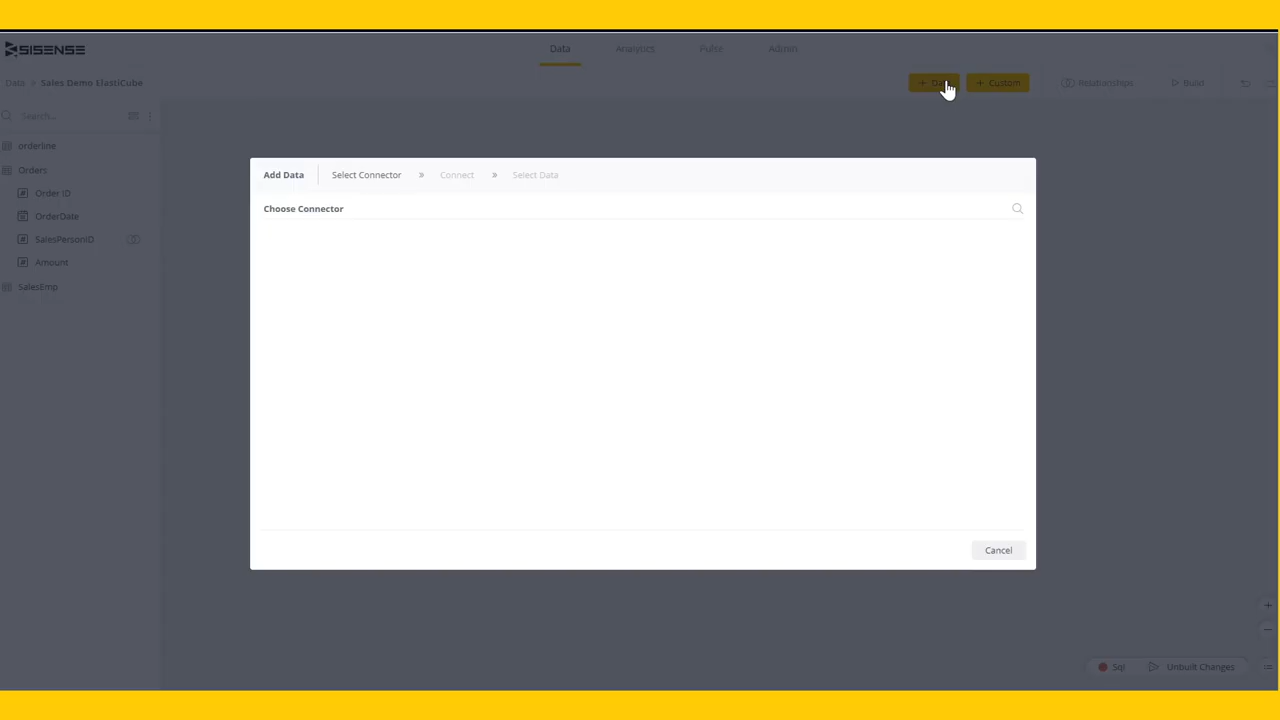 SISENSE
Data
Analytics
Pulse
Admin
Data > Sales Demo ElastiCube
+ Custom
Relationships
Build
Search...
orderline
Orders
Order ID
OrderDate
SalesPersonID
Amount
SalesEmp
Add Data
Select Connector » Connect » Select Data
Choose Connector
Cancel
Sql
Unbuilt Changes